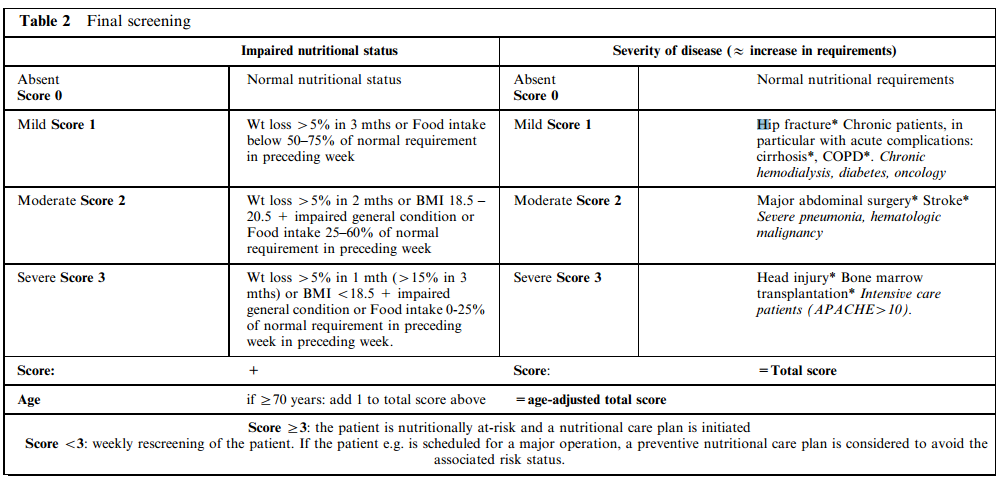 Table 2 Final screening
Impaired nutritional status
Severity of disease (≈ increase in requirements)
Absent
Score 0
Normal nutritional status
Absent
Score 0
Normal nutritional requirements
Mild Score 1
Wt loss >5% in 3 mths or Food intake
below 50–75% of normal requirement
in preceding week
Mild Score 1
Hip fracture* Chronic patients, in
particular with acute complications:
cirrhosis*, COPD*. Chronic
hemodialysis, diabetes, oncology
Moderate Score 2
Wt loss >5% in 2 mths or BMI 18.5 –
20.5 + impaired general condition or
Food intake 25–60% of normal
requirement in preceding week
Moderate Score 2
Major abdominal surgery* Stroke*
Severe pneumonia, hematologic
malignancy
Severe Score 3
Wt loss >5% in 1 mth (>15% in 3
mths) or BMI <18.5 + impaired
general condition or Food intake 0-25%
of normal requirement in preceding
week in preceding week.
Severe Score 3
Head injury* Bone marrow
transplantation* Intensive care
patients (APACHE>10).
Score:
+
Score:
=Total score
Age
if ≥70 years: add 1 to total score above
=age-adjusted total score
Score ≥3: the patient is nutritionally at-risk and a nutritional care plan is initiated
Score <3: weekly rescreening of the patient. If the patient e.g. is scheduled for a major operation, a preventive nutritional care plan is considered to avoid the
associated risk status.